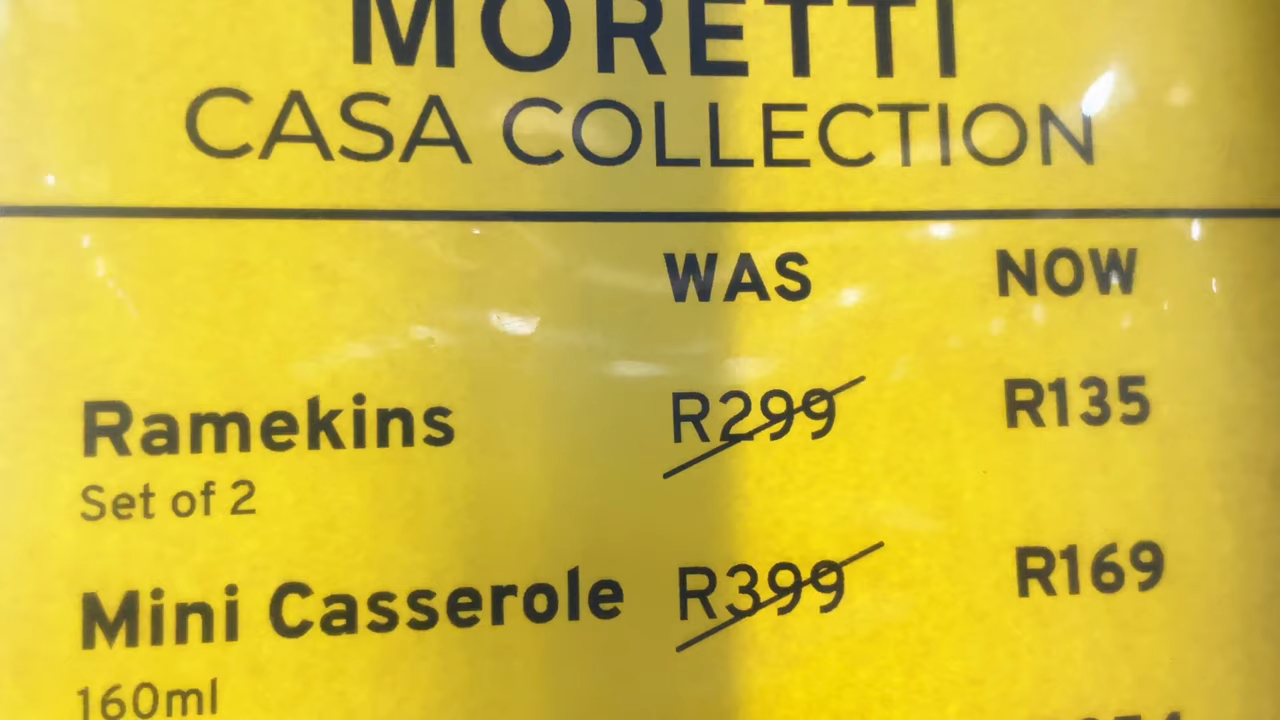 MORETTI
CASA COLLECTION
WAS NOW
Ramekins R299 R135
Set of 2
Mini Casserole R399 R169
160ml